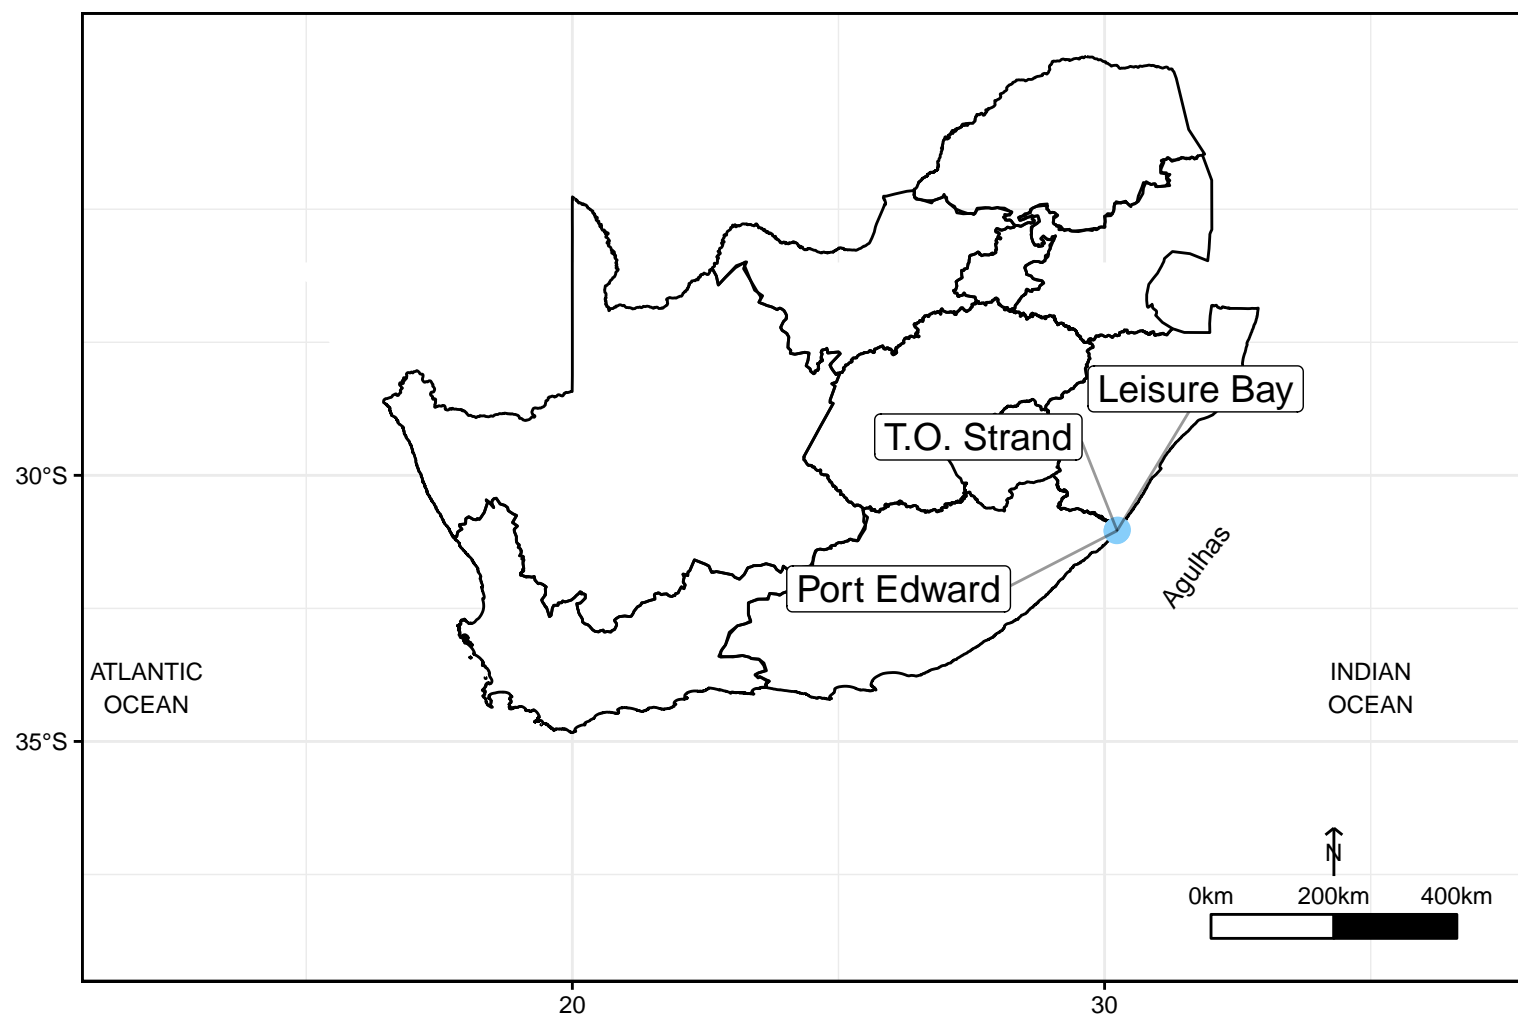 Leisure Bay
T.O. Strand
30°S
Agulhas
Port Edward
ATLANTIC
OCEAN
INDIAN
OCEAN
35°S
N
0km 200km 400km
20 30